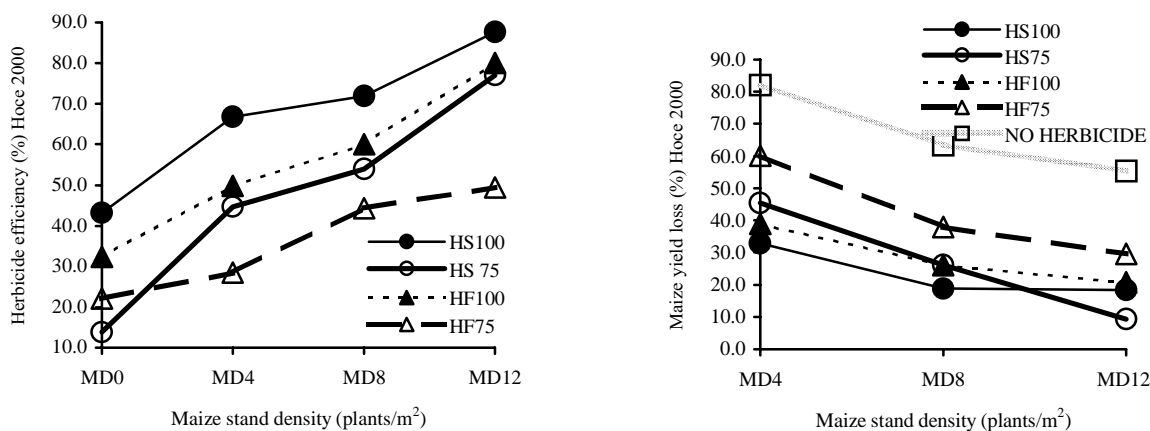 Herbicide efficiency (%) Hoce 2000
90.0
80.0
70.0
60.0
50.0
40.0
30.0
20.0
10.0
HS100
HS 75
HF100
HF75
MD0 MD4 MD8 MD12
Maize stand density (plants/m²)
Maize yield loss (%) Hoce 2000
90.0
80.0
70.0
60.0
50.0
40.0
30.0
20.0
10.0
0.0
HS100
HS75
HF100
HF75
NO HERBICIDE
MD4 MD8 MD12
Maize stand density (plants/m²)